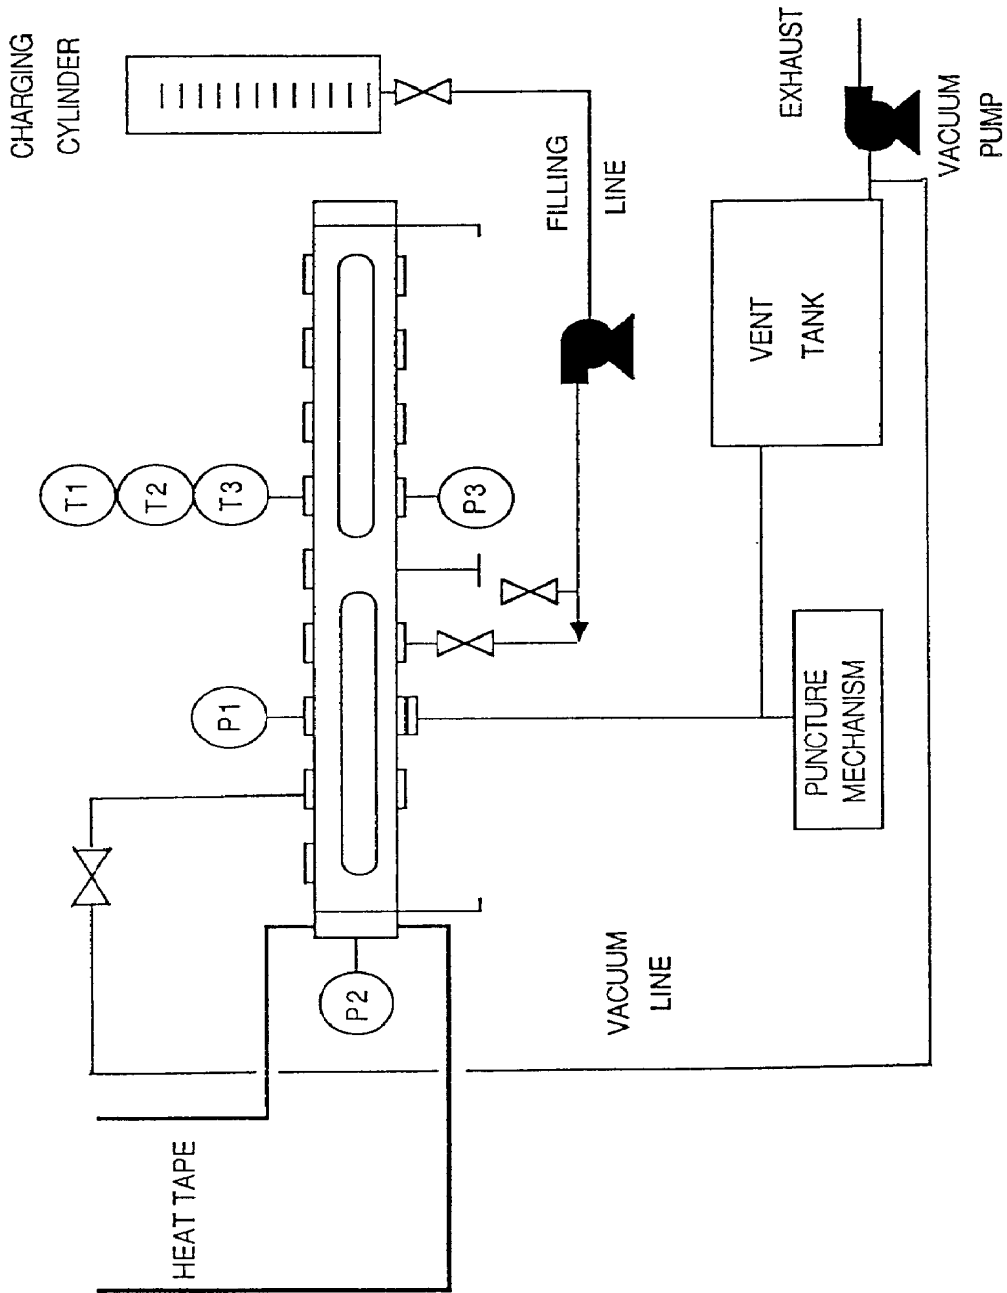 CHARGING
CYLINDER
EXHAUST
VACUUM
PUMP
FILLING
LINE
VENT
TANK
T1
T2
T3
P3
P1
PUNCTURE
MECHANISM
P2
VACUUM
LINE
HEAT TAPE